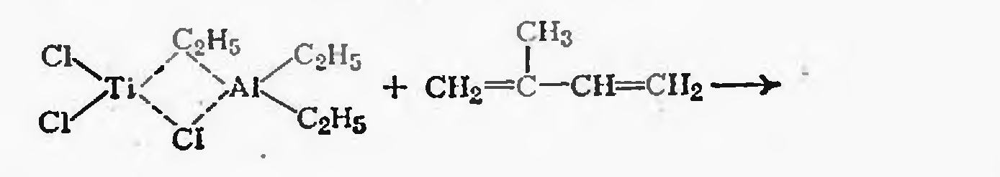 CH₃
C₂H₅
Cl C₂H₅
Ti Al + CH₂=C—CH=CH₂ →
Cl C₂H₅
Cl